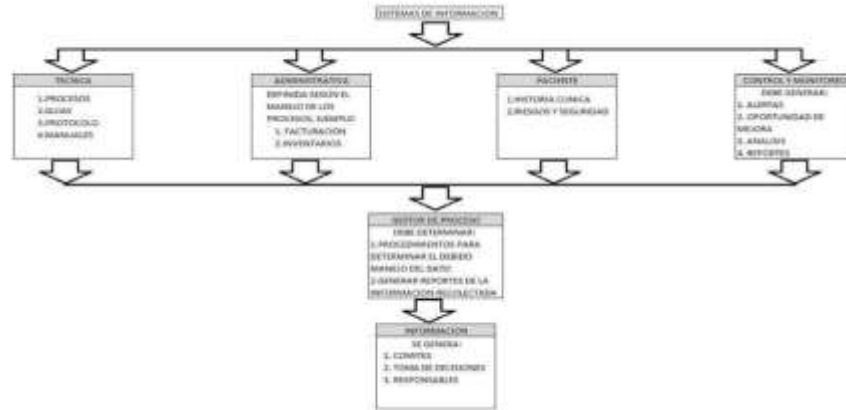 SISTEMAS DE INFORMACION
TECNICA
1.PROCESOS
2.GUIAS
3.PROTOCOLO
4.MANUALES
ADMINISTRATIVA
DEFINIDA SEGÚN EL
MANEJO DE LOS
PROCESOS, EJEMPLO
1. FACTURACIÓN
2.INVENTARIOS
PACIENTE
1.HISTORIA CLINICA
2.RIESGOS Y SEGURIDAD
CONTROL Y MONITOREO
DEBE GENERAR:
1. ALERTAS
2. OPORTUNIDAD DE
MEJORA
3. ANALISIS
4. REPORTES
GESTOR DE PROCESO
DEBE DETERMINAR:
1.PROCEDIMIENTOS PARA
DETERMINAR EL DEBIDO
MANEJO DEL DATO
2.GENERAR REPORTES DE LA
INFORMACION RECOLECTADA
INFORMACION
SE GENERA:
1. COMITES
2. TOMA DE DECISIONES
3. RESPONSABLES